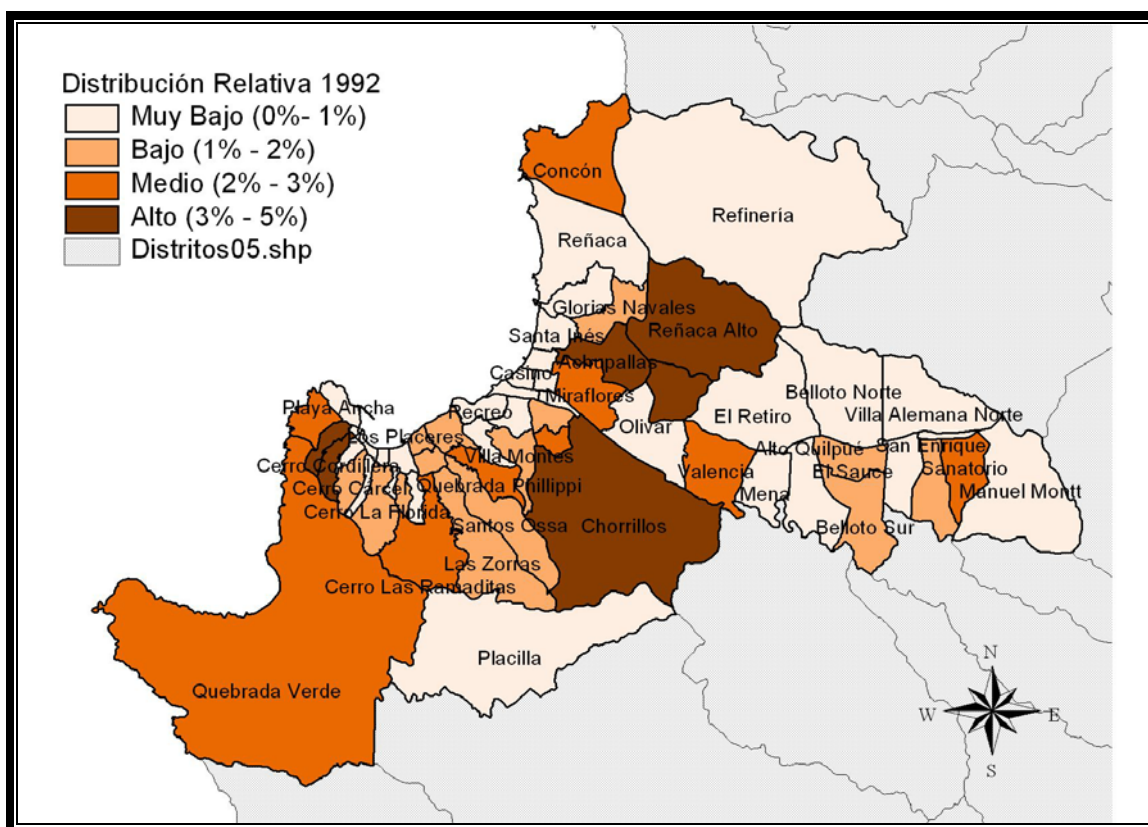 Distribución Relativa 1992
Muy Bajo (0%- 1%)
Bajo (1% - 2%)
Medio (2% - 3%)
Alto (3% - 5%)
Distritos05.shp
Concón
Refinería
Reñaca
Glorias Navales
Santa Inés
Reñaca Alto
Achupallas
Casino
Miraflores
Belloto Norte
Playa Ancha
Recreo
El Retiro
Villa Alemana Norte
Olivar
Los Placeres
Alto Quilpué
San Enrique
Villa Montes
Cerro Cordillera
Valencia
El Sauce
Sanatorio
Cerro Cárcel
Quebrada Phillippi
Mena
Manuel Montt
Cerro La Florida
Santos Ossa
Chorrillos
Belloto Sur
Las Zorras
Cerro Las Ramaditas
Placilla
Quebrada Verde
N
W
E
S